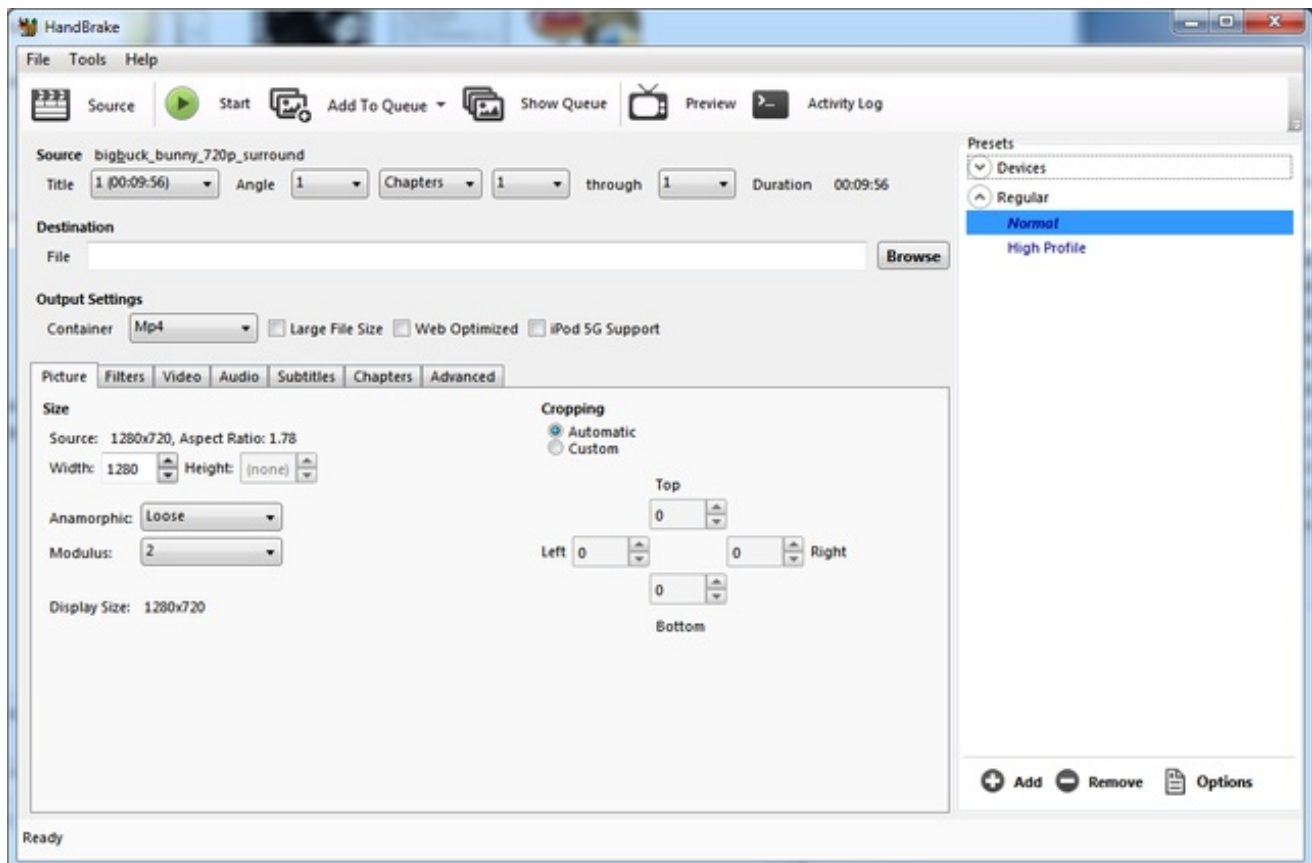 HandBrake
File Tools Help
Source Start Add To Queue Show Queue Preview Activity Log
Source bigbuck_bunny_720p_surround
Title 1 (00:09:56) Angle 1 Chapters 1 through 1 Duration 00:09:56
Destination
File Browse
Output Settings
Container Mp4 Large File Size Web Optimized iPod 5G Support
Picture Filters Video Audio Subtitles Chapters Advanced
Size
Source: 1280x720, Aspect Ratio: 1.78
Width: 1280 Height: (none)
Anamorphic: Loose
Modulus: 2
Display Size: 1280x720
Cropping
Automatic
Custom
Top
0
Left 0 0 Right
0
Bottom
Presets
Devices
Regular
Normal
High Profile
Add Remove Options
Ready